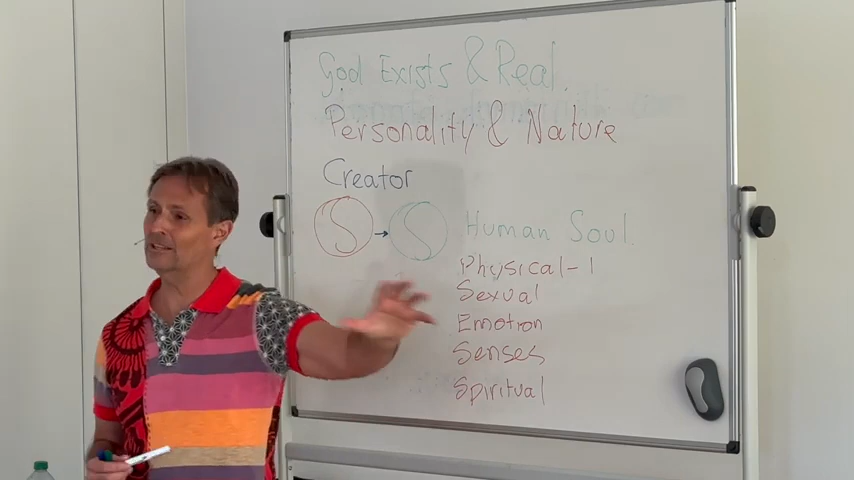 God Exists & Real.
Personality & Nature
Creator
S → S Human Soul.
Physical-1
Sexual
Emotion
Senses
Spiritual